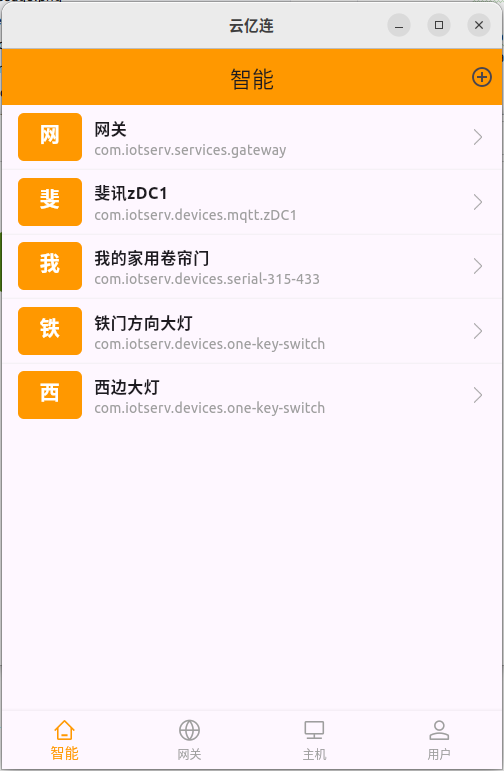 云亿连
智能
网
网关
com.iotserv.services.gateway
斐
斐讯zDC1
com.iotserv.devices.mqtt.zDC1
我
我的家用卷帘门
com.iotserv.devices.serial-315-433
铁
铁门方向大灯
com.iotserv.devices.one-key-switch
西
西边大灯
com.iotserv.devices.one-key-switch
智能
网关
主机
用户